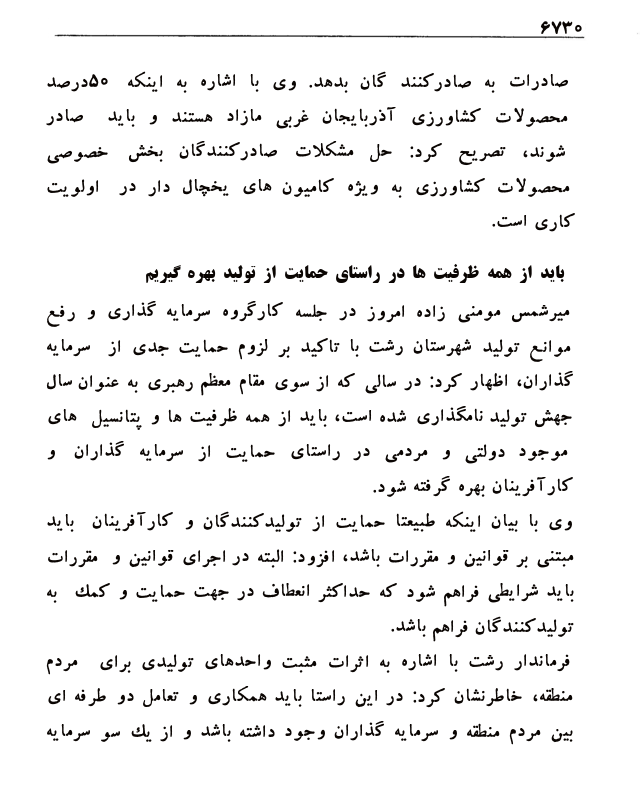 ۶۷۳۰
صادرات به صادركنند گان بدهد. وی با اشاره به اینکه ۵۰درصد
محصولات کشاورزی آذربایجان غربی مازاد هستند و باید صادر
شوند، تصریح کرد: حل مشکلات صادرکنندگان بخش خصوصی
محصولات کشاورزی به ویژه کامیون های یخچال دار در اولویت
کاری است.
باید از همه ظرفیت ها در راستای حمایت از تولید بهره گیریم
میرشمس مومنی زاده امروز در جلسه کارگروه سرمایه گذاری و رفع
موانع تولید شهرستان رشت با تاکید بر لزوم حمایت جدی از سرمایه
گذاران، اظهار کرد: در سالی که از سوی مقام معظم رهبری به عنوان سال
جهش تولید نامگذاری شده است، باید از همه ظرفیت ها و پتانسیل های
موجود دولتی و مردمی در راستای حمایت از سرمایه گذاران و
کارآفرینان بهره گرفته شود.
وی با بیان اینکه طبیعتا حمایت از تولیدکنندگان و کارآفرینان باید
مبتنی بر قوانین و مقررات باشد، افزود: البته در اجرای قوانین و مقررات
باید شرایطی فراهم شود که حداکثر انعطاف در جهت حمایت و کمك به
تولیدکنندگان فراهم باشد.
فرماندار رشت با اشاره به اثرات مثبت واحدهای تولیدی برای مردم
منطقه، خاطرنشان کرد: در این راستا باید همکاری و تعامل دو طرفه ای
بین مردم منطقه و سرمایه گذاران وجود داشته باشد و از یك سو سرمایه